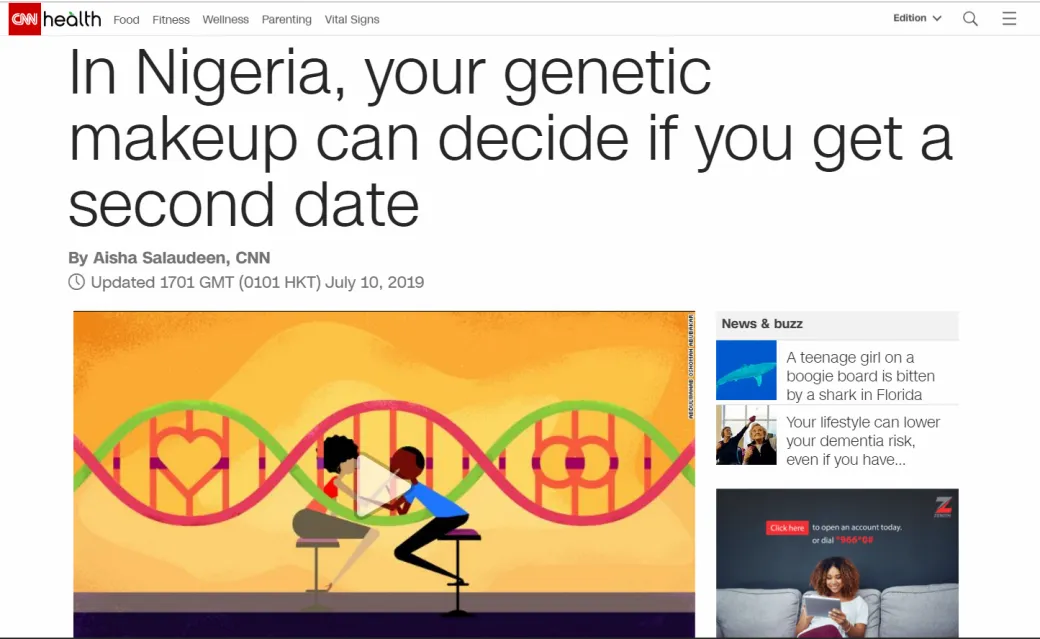 CNN health Food Fitness Wellness Parenting Vital Signs Edition
In Nigeria, your genetic
makeup can decide if you get a
second date
By Aisha Salaudeen, CNN
Updated 1701 GMT (0101 HKT) July 10, 2019
ABDULWAHAB OSHOMAH ABUBAKAR
News & buzz
A teenage girl on a
boogie board is bitten
by a shark in Florida
Your lifestyle can lower
your dementia risk,
even if you have...
Z
ZENITH
Click here to open an account today.
or dial *966*0#